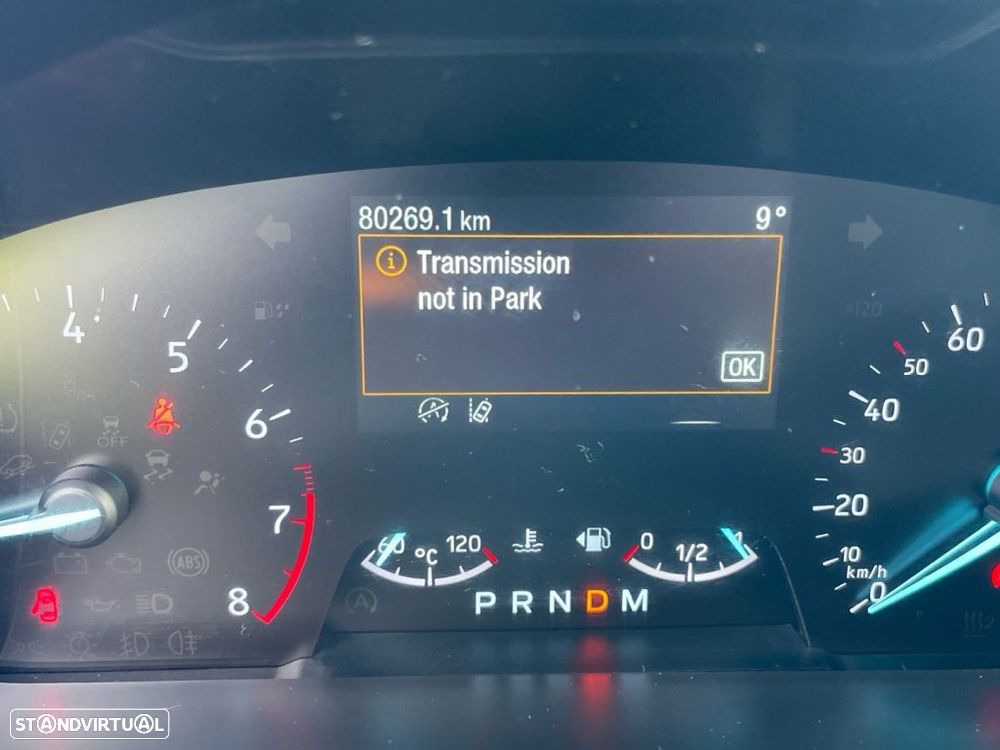 80269.1 km 9°
Transmission
not in Park
OK
4
5
6
7
8
OFF
ABS
60 °C 120
0 1/2 1
P R N D M
60
50
40
30
20
10
km/h
0
STANDVIRTUAL